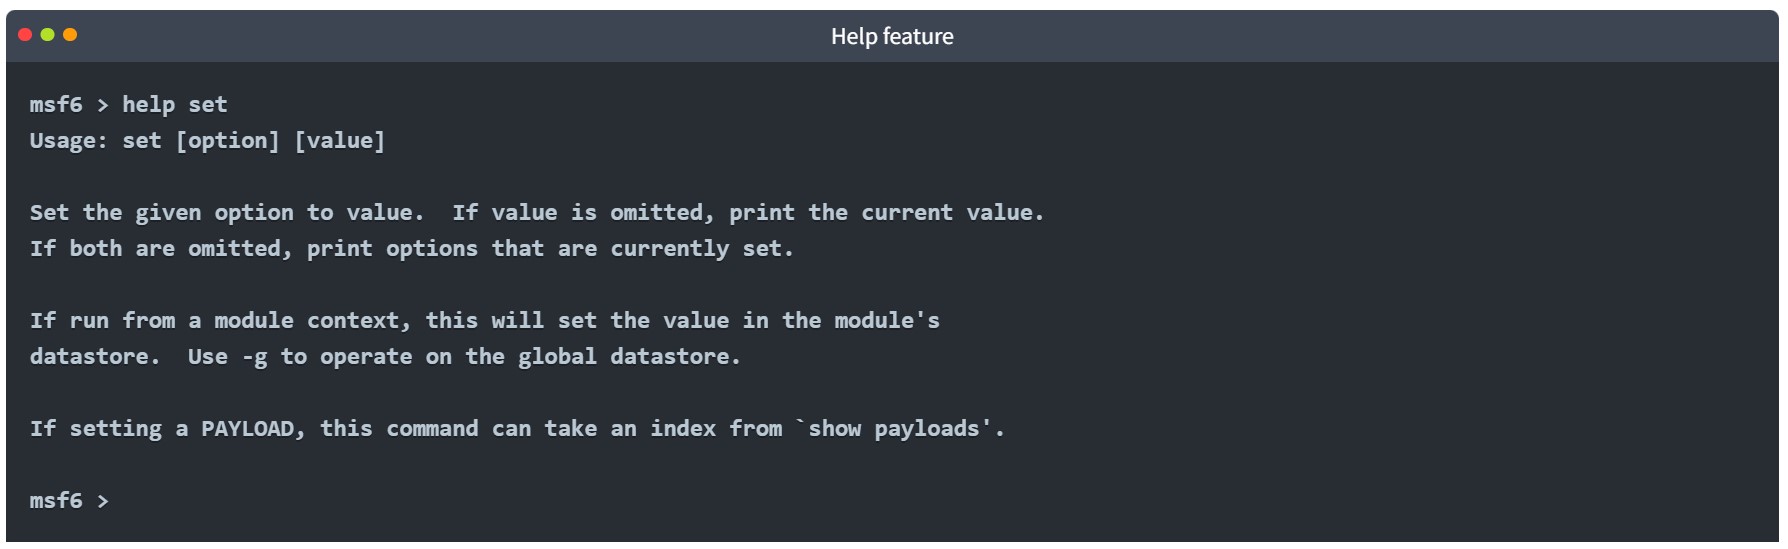 Help feature
msf6 > help set
Usage: set [option] [value]
Set the given option to value.  If value is omitted, print the current value.
If both are omitted, print options that are currently set.
If run from a module context, this will set the value in the module's
datastore.  Use -g to operate on the global datastore.
If setting a PAYLOAD, this command can take an index from `show payloads'.
msf6 >